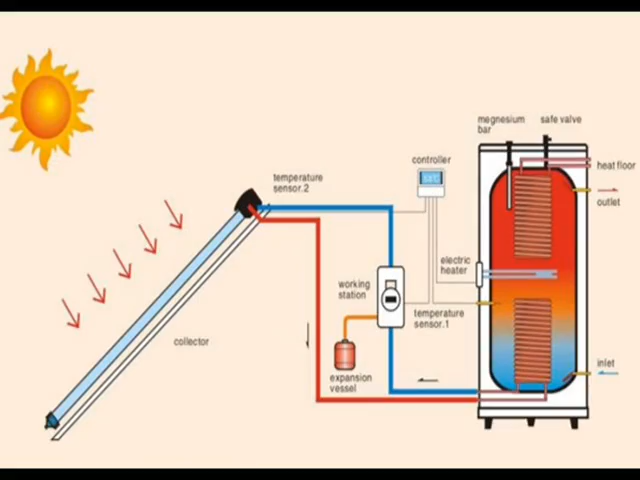 megnesium
bar
safe valve
controller
heat floor
temperature
sensor.2
outlet
electric
heater
working
station
temperature
sensor.1
collector
inlet
expansion
vessel